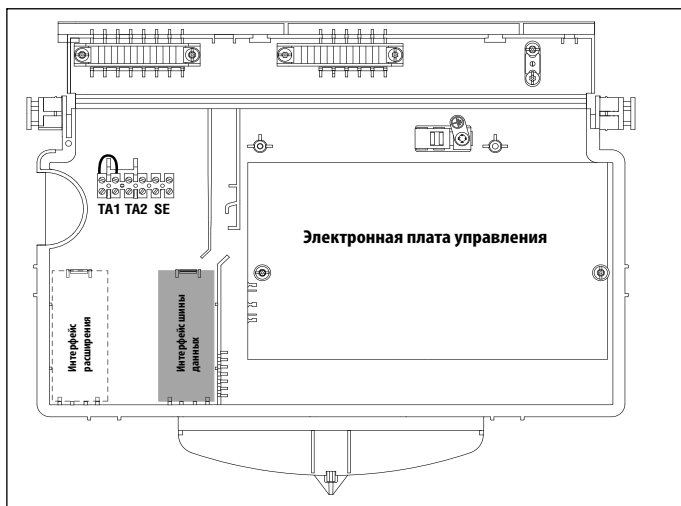 TA1 TA2 SE
Электронная плата управления
Интерфейс
расширения
Интерфейс шины
данных